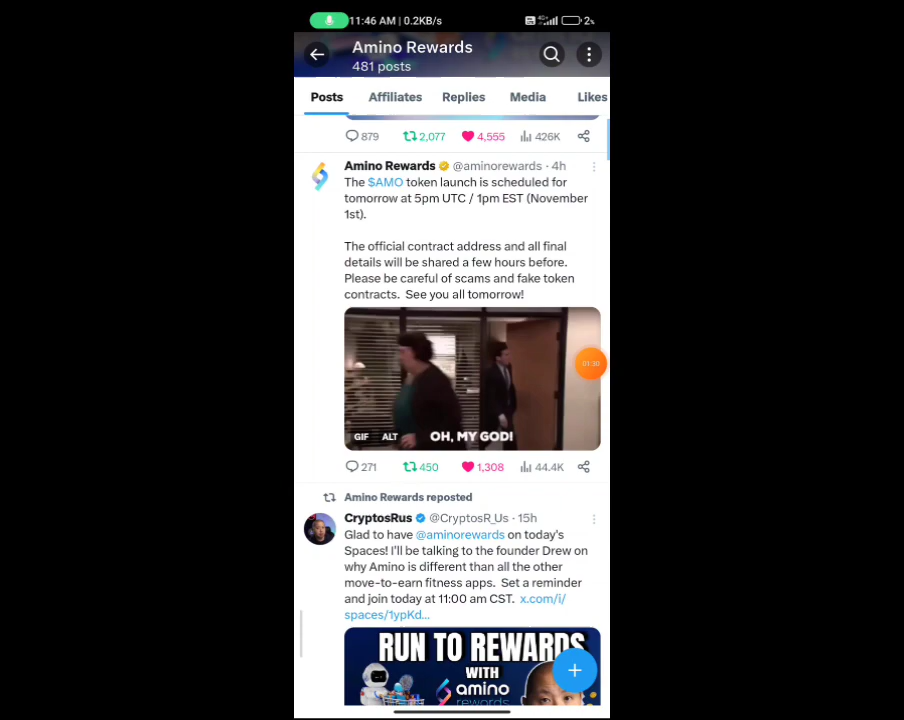 11:46 AM | 0.2KB/s
2%
Amino Rewards
481 posts
Posts Affiliates Replies Media Likes
879 2,077 4,555 426K
Amino Rewards @aminorewards · 4h
The $AMO token launch is scheduled for
tomorrow at 5pm UTC / 1pm EST (November
1st).
The official contract address and all final
details will be shared a few hours before.
Please be careful of scams and fake token
contracts. See you all tomorrow!
01:30
GIF ALT OH, MY GOD!
271 450 1,308 44.4K
Amino Rewards reposted
CryptosRus @CryptosR_Us · 15h
Glad to have @aminorewards on today's
Spaces! I'll be talking to the founder Drew on
why Amino is different than all the other
move-to-earn fitness apps. Set a reminder
and join today at 11:00 am CST. x.com/i/
spaces/1ypKd...
RUN TO REWARDS
WITH
amino
rewards